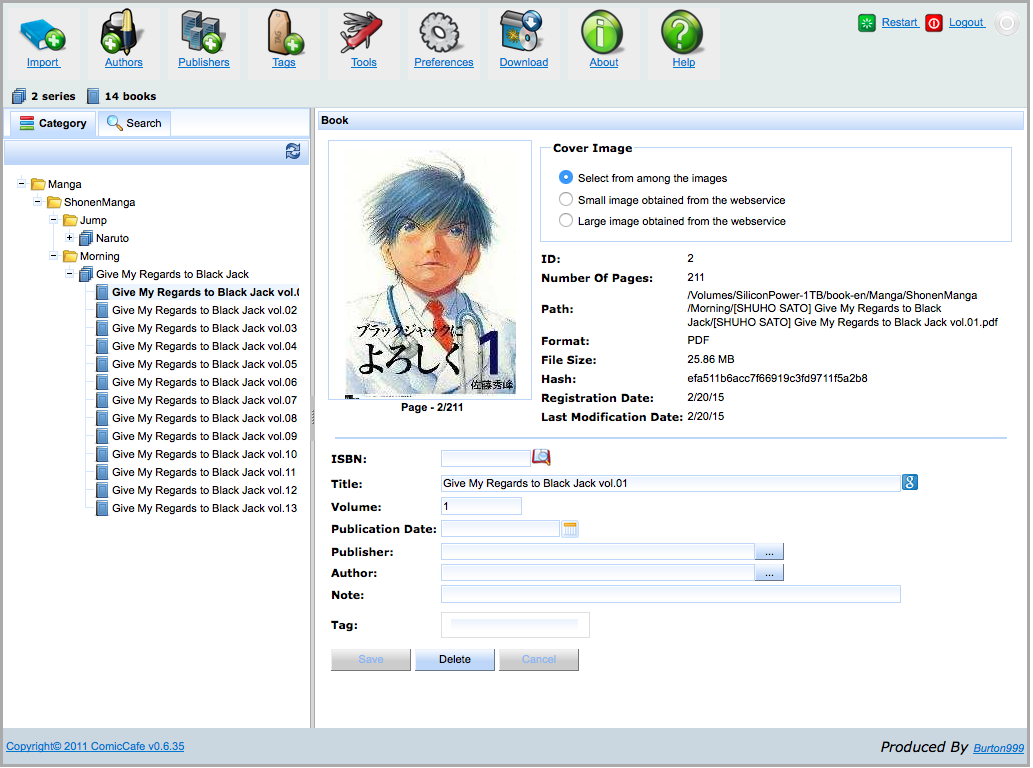 Import
Authors
Publishers
Tags
Tools
Preferences
Download
About
Help
Restart
Logout
2 series
14 books
Category
Search
Manga
ShonenManga
Jump
Naruto
Morning
Give My Regards to Black Jack
Give My Regards to Black Jack vol.
Give My Regards to Black Jack vol.02
Give My Regards to Black Jack vol.03
Give My Regards to Black Jack vol.04
Give My Regards to Black Jack vol.05
Give My Regards to Black Jack vol.06
Give My Regards to Black Jack vol.07
Give My Regards to Black Jack vol.08
Give My Regards to Black Jack vol.09
Give My Regards to Black Jack vol.10
Give My Regards to Black Jack vol.11
Give My Regards to Black Jack vol.12
Give My Regards to Black Jack vol.13
Book
ブラックジャックに
よろしく 1
佐藤秀峰
Page - 2/211
Cover Image
Select from among the images
Small image obtained from the webservice
Large image obtained from the webservice
ID: 2
Number Of Pages: 211
Path: /Volumes/SiliconPower-1TB/book-en/Manga/ShonenManga
/Morning/[SHUHO SATO] Give My Regards to Black
Jack/[SHUHO SATO] Give My Regards to Black Jack vol.01.pdf
Format: PDF
File Size: 25.86 MB
Hash: efa511b6acc7f66919c3fd9711f5a2b8
Registration Date: 2/20/15
Last Modification Date: 2/20/15
ISBN:
Title: Give My Regards to Black Jack vol.01
Volume: 1
Publication Date:
Publisher: ...
Author: ...
Note:
Tag:
Save
Delete
Cancel
Copyright© 2011 ComicCafe v0.6.35
Produced By Burton999